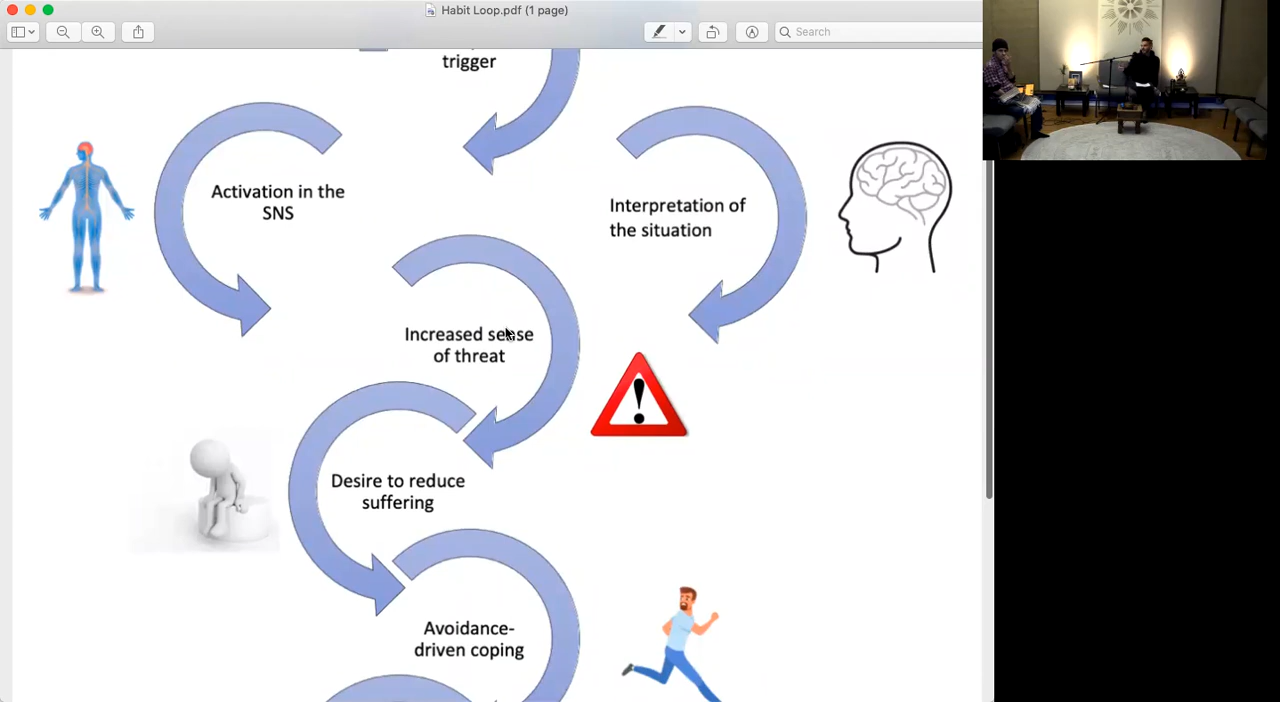 Habit Loop.pdf (1 page)
Search
trigger
Activation in the
SNS
Interpretation of
the situation
Increased sense
of threat
Desire to reduce
suffering
Avoidance-
driven coping